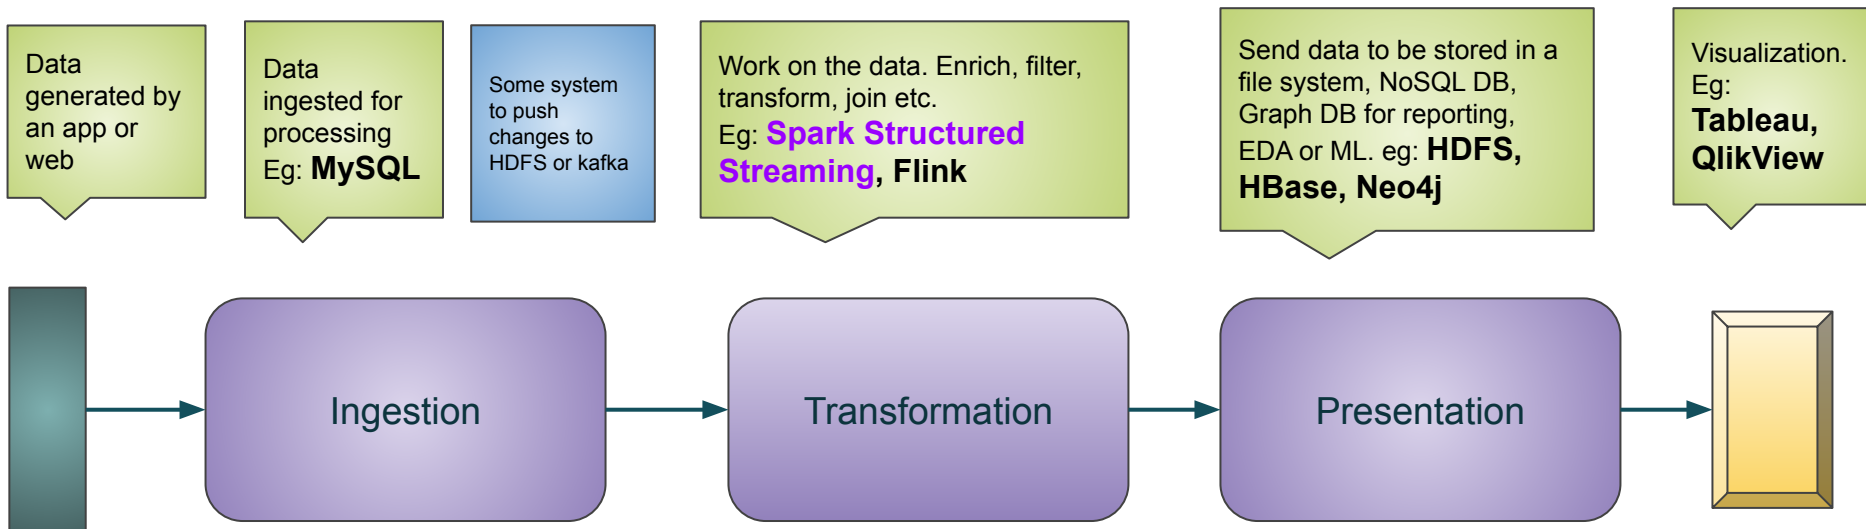 Data
generated by
an app or
web
Data
ingested for
processing
Eg: MySQL
Some system
to push
changes to
HDFS or kafka
Work on the data. Enrich, filter,
transform, join etc.
Eg: Spark Structured
Streaming, Flink
Send data to be stored in a
file system, NoSQL DB,
Graph DB for reporting,
EDA or ML. eg: HDFS,
HBase, Neo4j
Visualization.
Eg:
Tableau,
QlikView
Ingestion
Transformation
Presentation